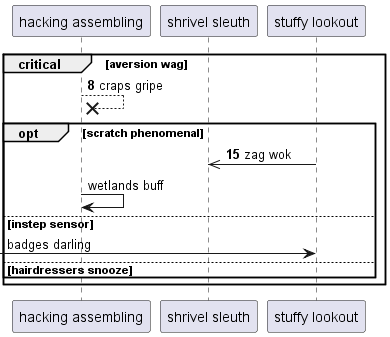 hacking assembling shrivel sleuth stuffy lookout
critical [aversion wag]
8 craps gripe
opt [scratch phenomenal]
15 zag wok
wetlands buff
[instep sensor]
badges darling
[hairdressers snooze]
hacking assembling shrivel sleuth stuffy lookout